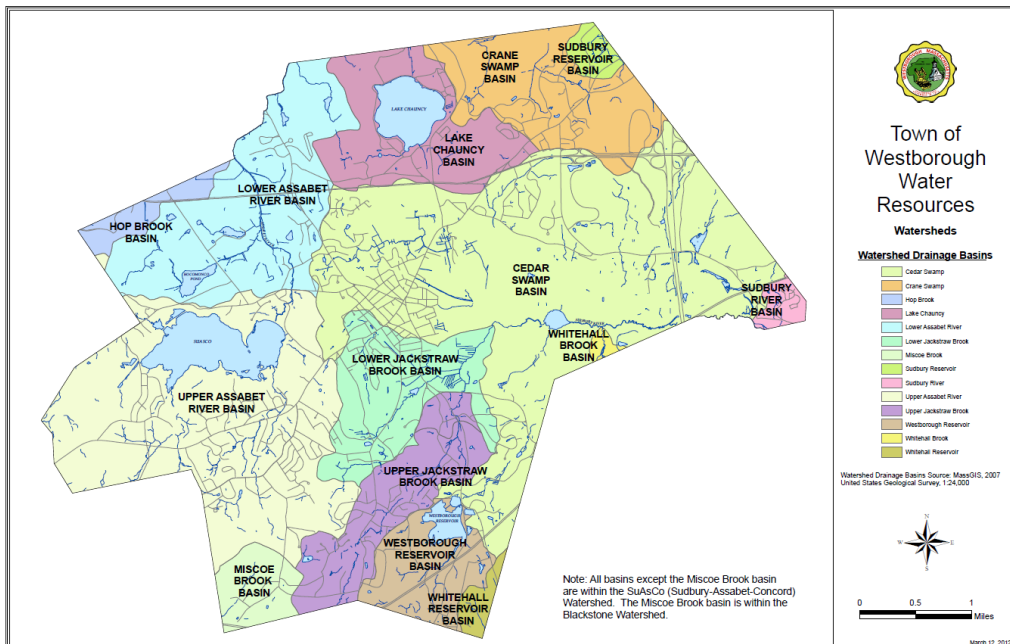 CRANE
SWAMP
BASIN
SUDBURY
RESERVOIR
BASIN
LAKE CHAUNCY
LAKE
CHAUNCY
BASIN
LOWER ASSABET
RIVER BASIN
HOP BROOK
BASIN
CEDAR
SWAMP
BASIN
SUDBURY
RIVER
BASIN
WHITEHALL
BROOK
BASIN
SUASCO
LOWER JACKSTRAW
BROOK BASIN
UPPER ASSABET
RIVER BASIN
UPPER JACKSTRAW
BROOK BASIN
WESTBOROUGH
RESERVOIR
WESTBOROUGH
RESERVOIR
BASIN
MISCOE
BROOK
BASIN
WHITEHALL
RESERVOIR
BASIN
Note: All basins except the Miscoe Brook basin
are within the SuAsCo (Sudbury-Assabet-Concord)
Watershed. The Miscoe Brook basin is within the
Blackstone Watershed.
Town of
Westborough
Water
Resources
Watersheds
Watershed Drainage Basins
Cedar Swamp
Crane Swamp
Hop Brook
Lake Chauncy
Lower Assabet River
Lower Jackstraw Brook
Miscoe Brook
Sudbury Reservoir
Sudbury River
Upper Assabet River
Upper Jackstraw Brook
Westborough Reservoir
Whitehall Brook
Whitehall Reservoir
Watershed Drainage Basins Source: MassGIS, 2007
United States Geological Survey, 1:24,000
N
W E
S
0 0.5 1
Miles